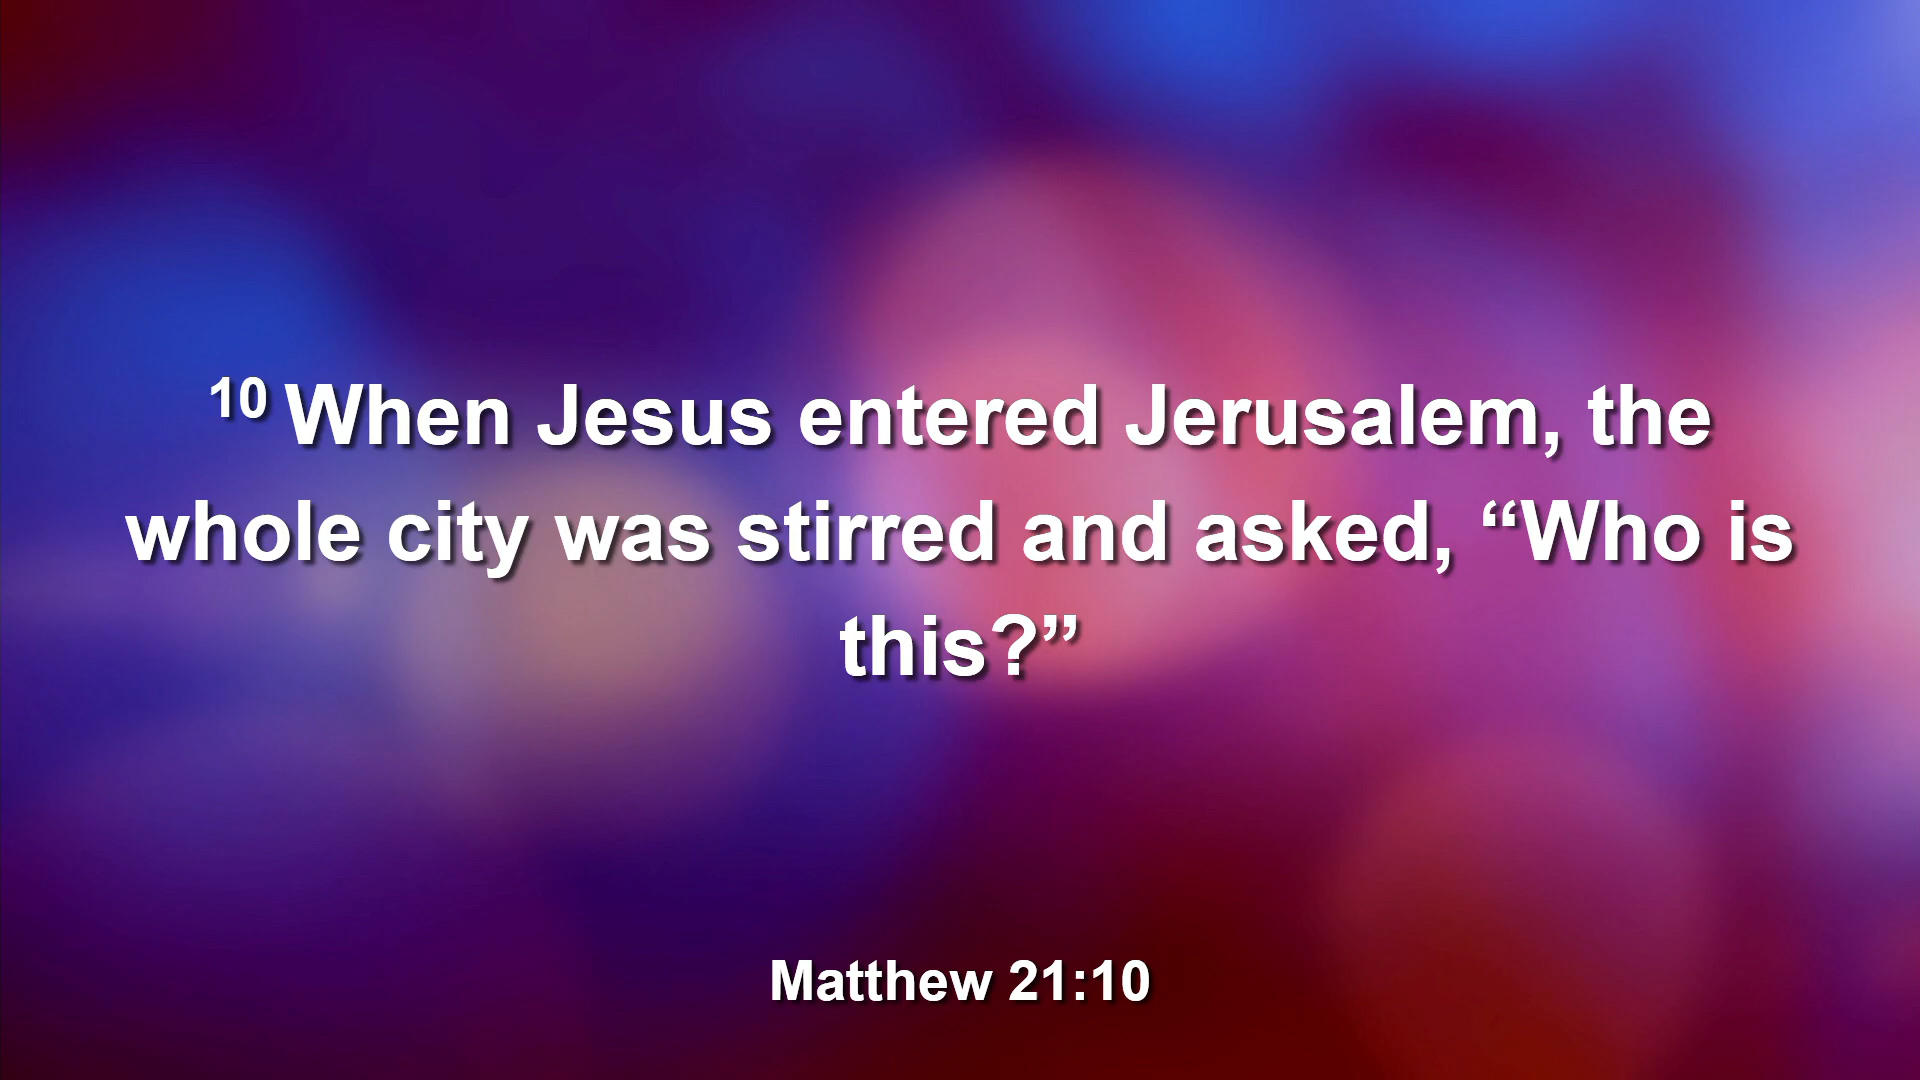 10 When Jesus entered Jerusalem, the
whole city was stirred and asked, “Who is
this?”
Matthew 21:10